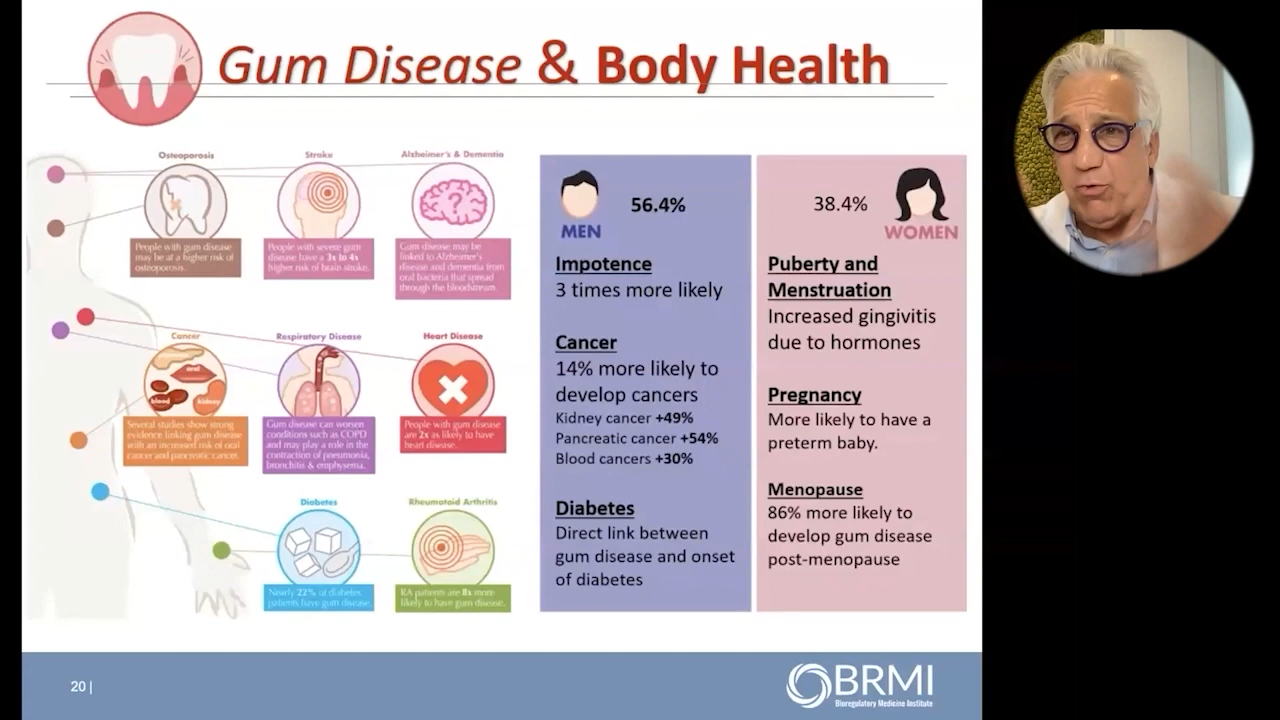 Gum Disease & Body Health
Osteoporosis
People with gum disease
may be at a higher risk of
osteoporosis.
Stroke
People with severe gum
disease have a 3x to 4x
higher risk of brain stroke.
Alzheimer's & Dementia
Gum disease may be
linked to Alzheimer's
disease and dementia from
oral bacteria that spread
through the bloodstream.
Cancer
oral
blood
kidney
Several studies show strong
evidence linking gum disease
with an increased risk of oral
cancer and pancreatic cancer.
Respiratory Disease
Gum disease can worsen
conditions such as COPD
and may play a role in the
contraction of pneumonia,
bronchitis & emphysema.
Heart Disease
People with gum disease
are 2x as likely to have
heart disease.
Diabetes
Nearly 22% of diabetes
patients have gum disease.
Rheumatoid Arthritis
RA patients are 8x more
likely to have gum disease.
56.4%
MEN
Impotence
3 times more likely
Cancer
14% more likely to
develop cancers
Kidney cancer +49%
Pancreatic cancer +54%
Blood cancers +30%
Diabetes
Direct link between
gum disease and onset
of diabetes
38.4%
WOMEN
Puberty and
Menstruation
Increased gingivitis
due to hormones
Pregnancy
More likely to have a
preterm baby.
Menopause
86% more likely to
develop gum disease
post-menopause
20 |
BRMI
Bioregulatory Medicine Institute